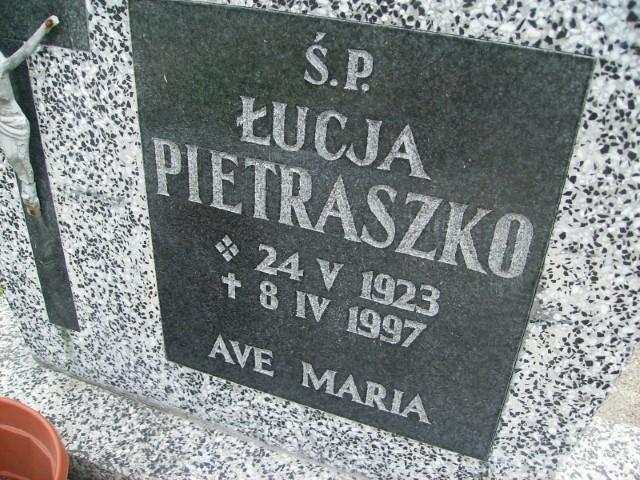 Ś.P.
ŁUCJA
PIETRASZKO
❖ 24 V 1923
✝ 8 IV 1997
AVE MARIA